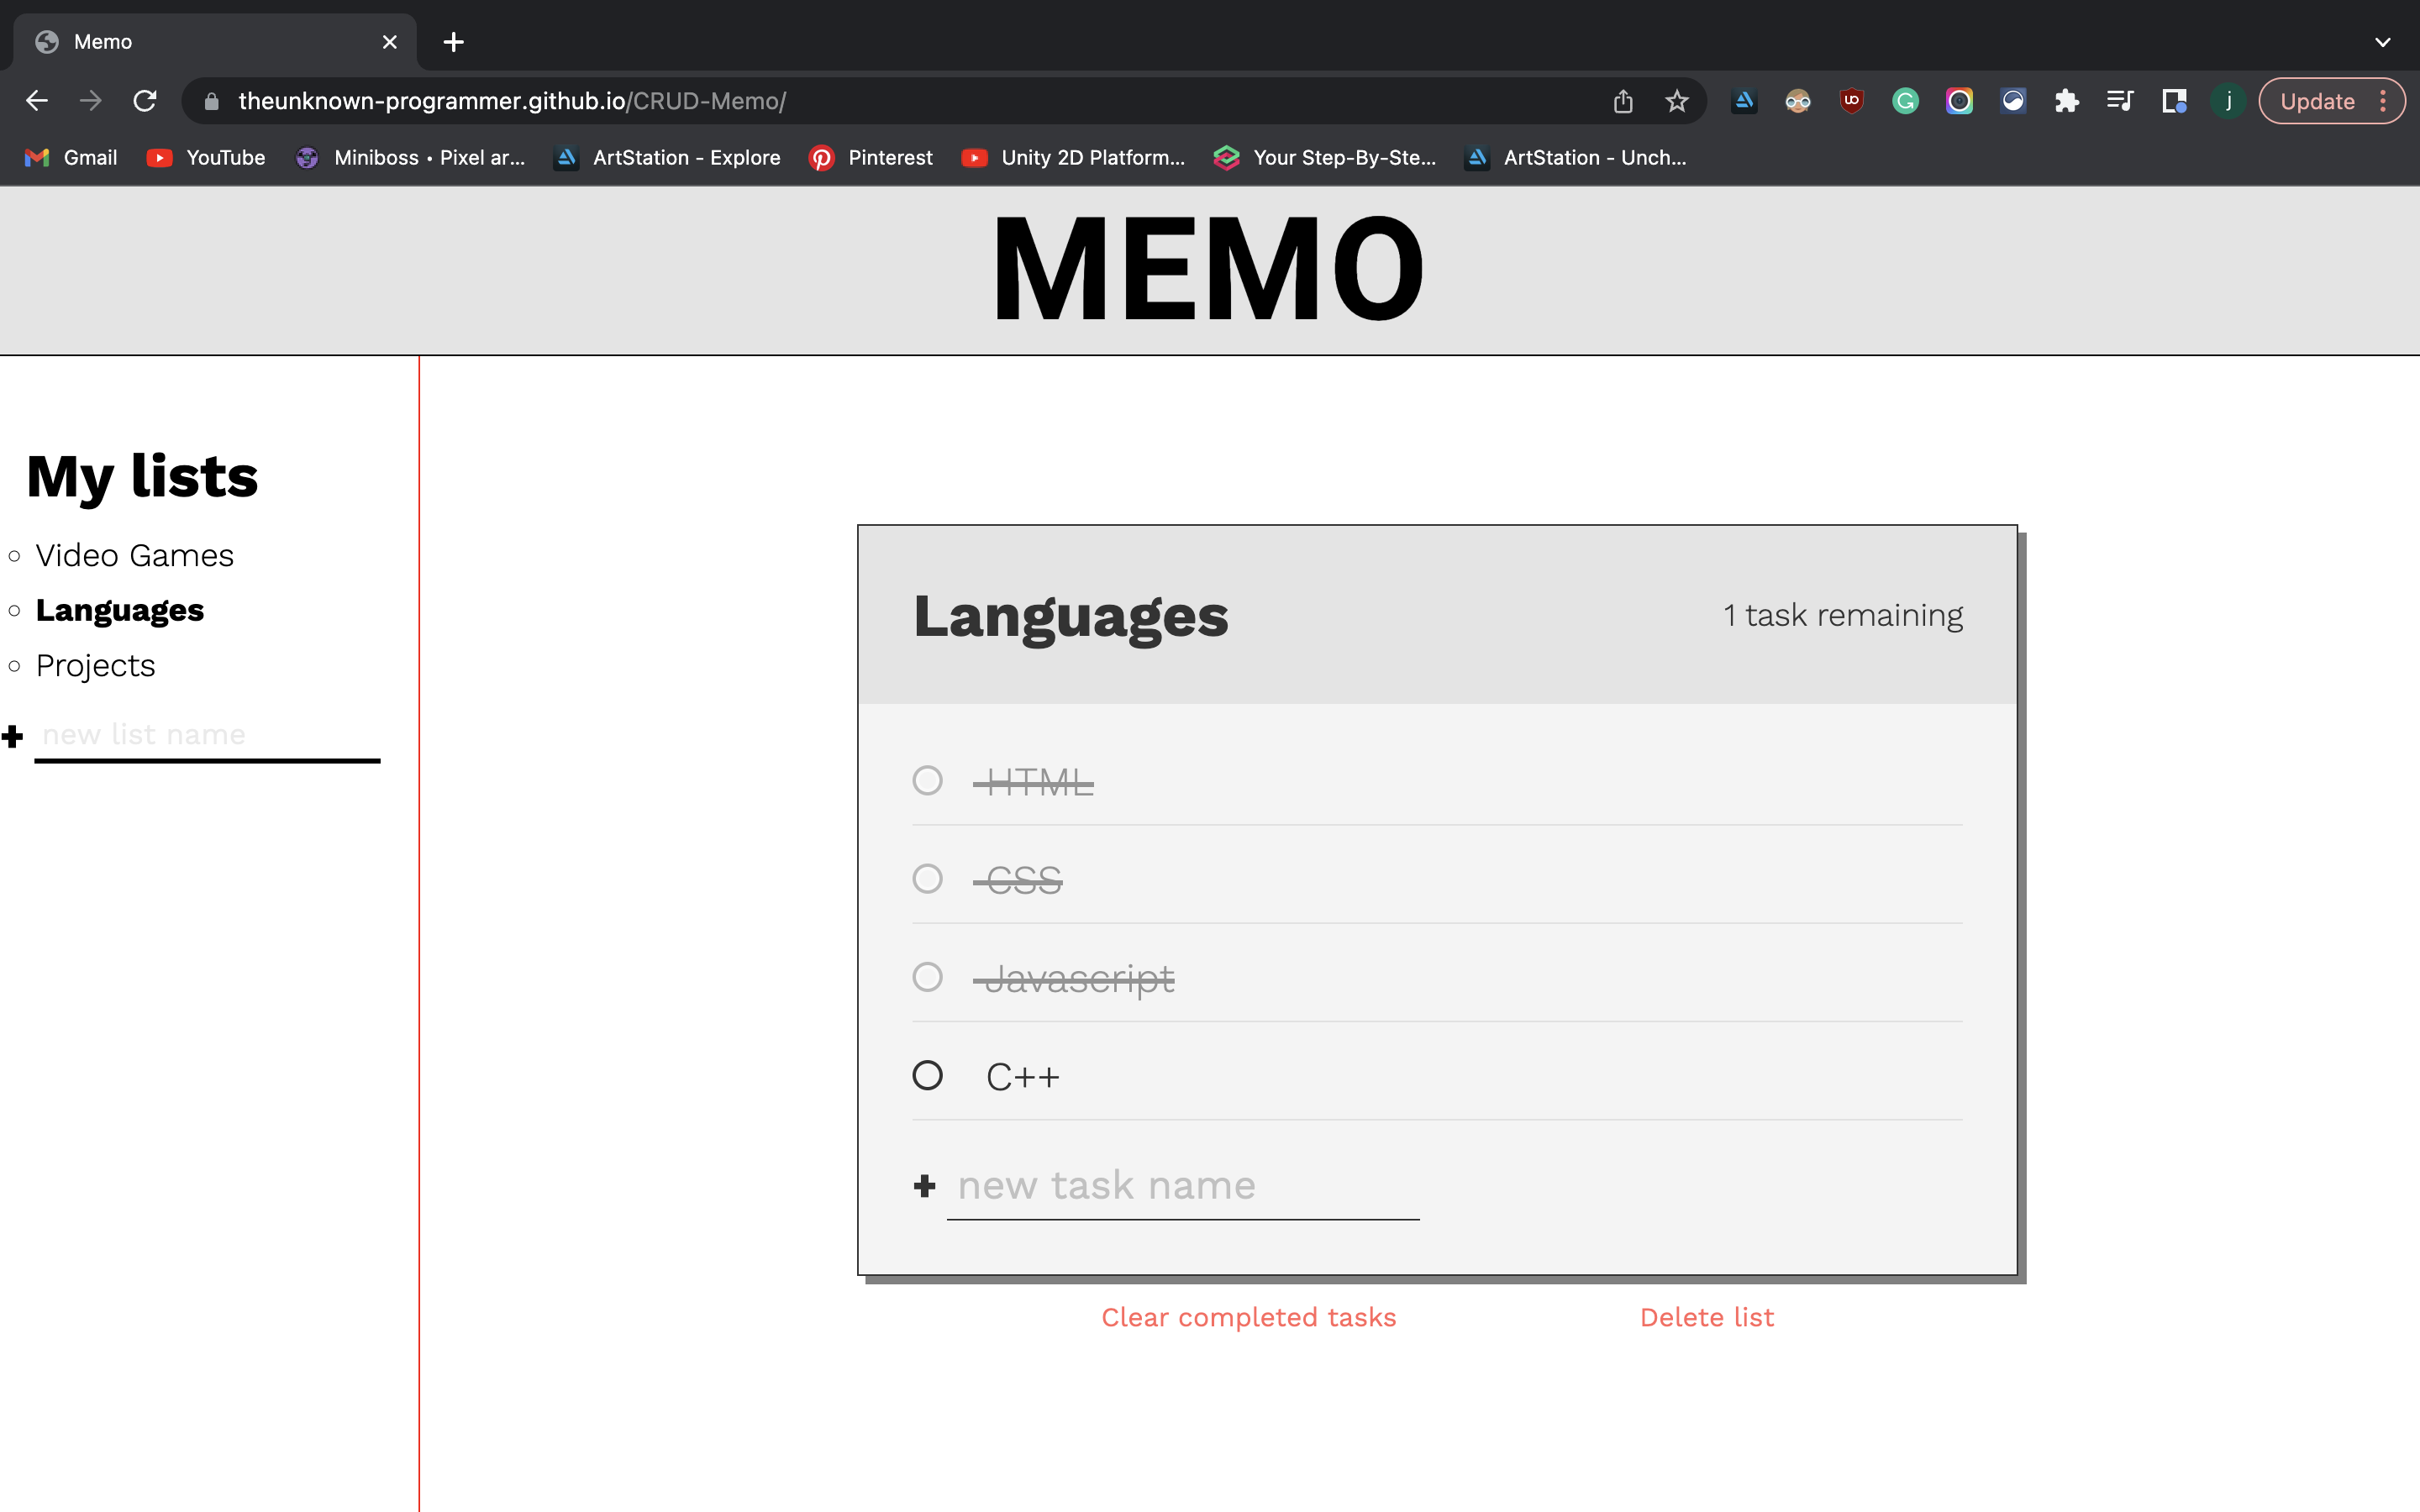 Memo
theunknown-programmer.github.io/CRUD-Memo/
j
Update
Gmail
YouTube
Miniboss • Pixel ar...
ArtStation - Explore
Pinterest
Unity 2D Platform...
Your Step-By-Ste...
ArtStation - Unch...
MEMO
My lists
Video Games
Languages
Projects
+ new list name
Languages
1 task remaining
HTML
CSS
Javascript
C++
+ new task name
Clear completed tasks
Delete list